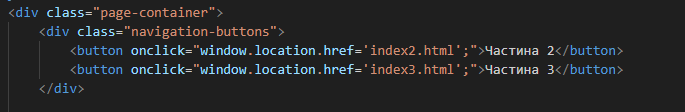 <div class="page-container">
<div class="navigation-buttons">
<button onclick="window.location.href='index2.html';">Частина 2</button>
<button onclick="window.location.href='index3.html';">Частина 3</button>
</div>